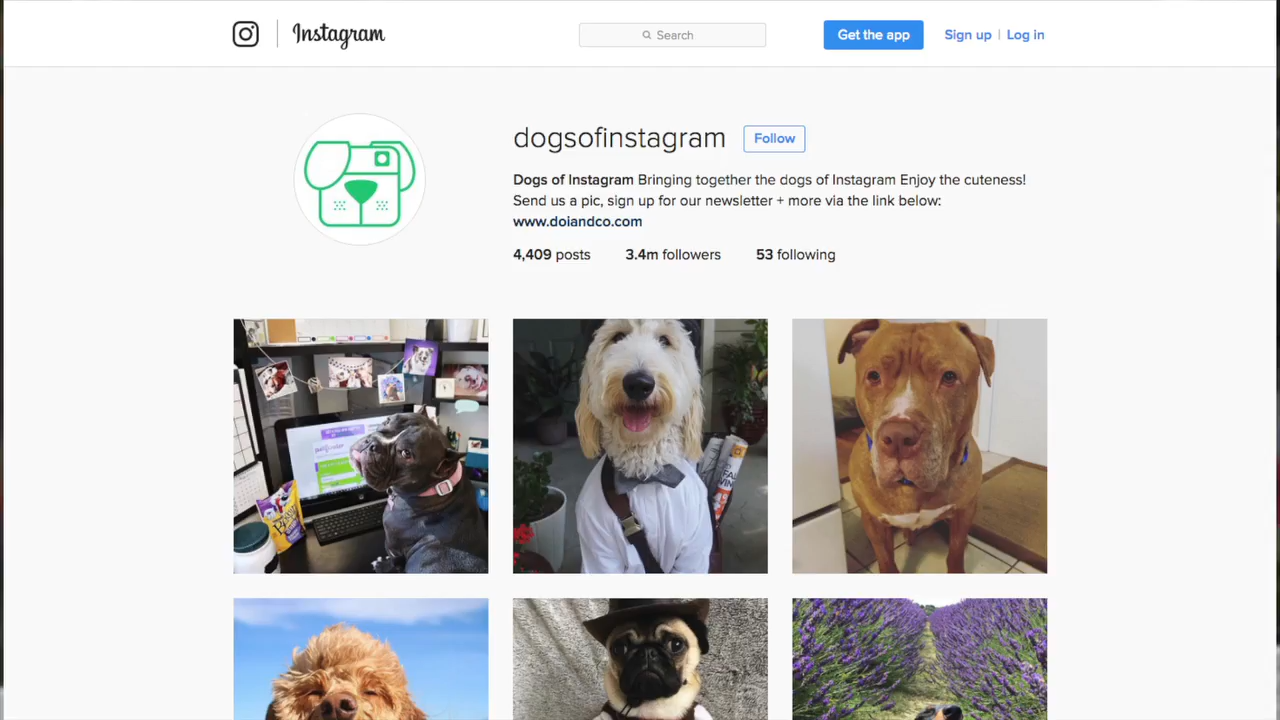 Instagram
Search
Get the app
Sign up | Log in
dogsofinstagram
Follow
Dogs of Instagram Bringing together the dogs of Instagram Enjoy the cuteness!
Send us a pic, sign up for our newsletter + more via the link below:
www.doiandco.com
4,409 posts 3.4m followers 53 following